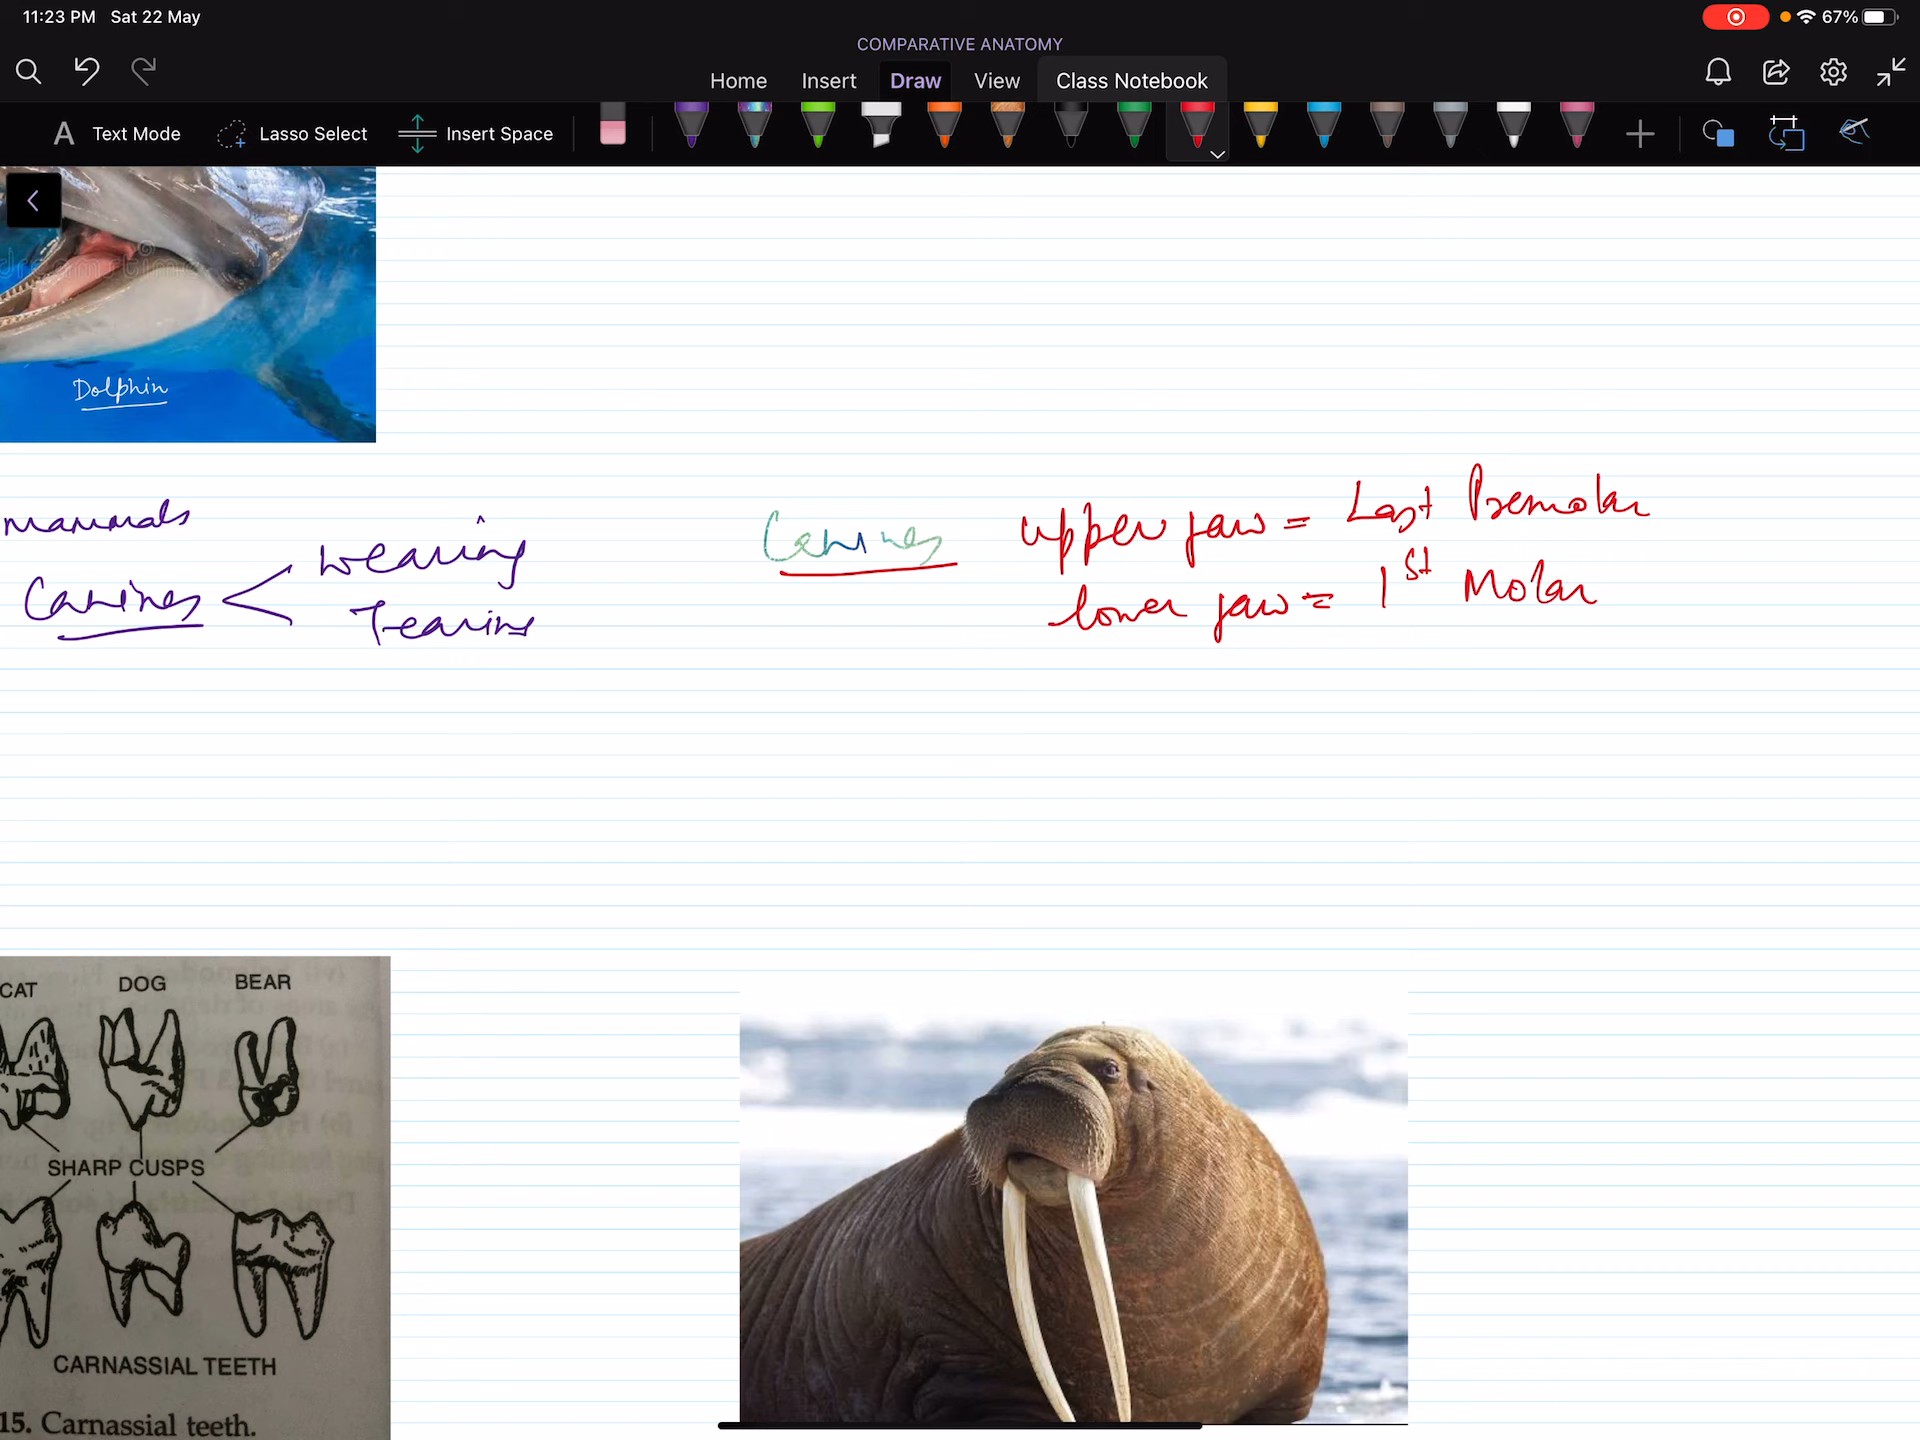 11:23 PM Sat 22 May
67%
COMPARATIVE ANATOMY
Home Insert Draw View Class Notebook
A Text Mode Lasso Select Insert Space
dreamstime
Dolphin
mammals
Canines < Wearing
Tearing
Canines
upper jaw = Last Premolar
lower jaw = 1st Molar
CAT DOG BEAR
SHARP CUSPS
CARNASSIAL TEETH
15. Carnassial teeth.